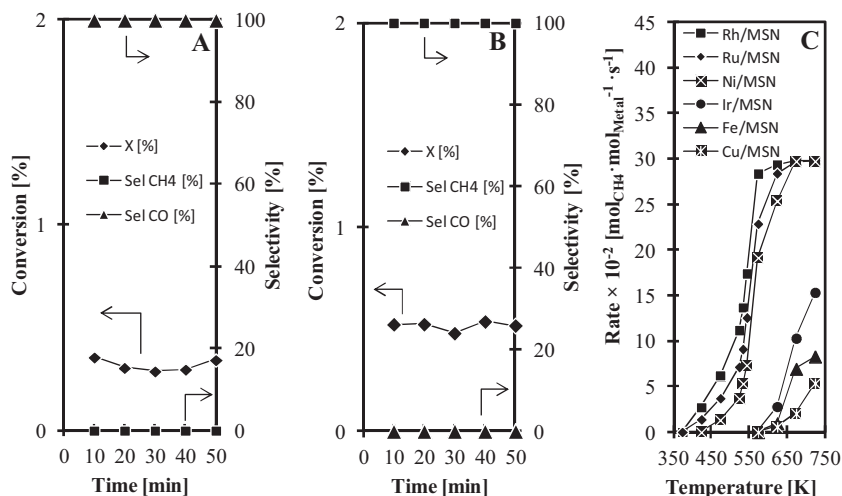 A
2
1
0
Conversion [%]
100
80
60
40
20
0
Selectivity [%]
X [%]
Sel CH4 [%]
Sel CO [%]
0 10 20 30 40 50
Time [min]
B
2
1
0
Conversion [%]
100
80
60
40
20
0
Selectivity [%]
X [%]
Sel CH4 [%]
Sel CO [%]
0 10 20 30 40 50
Time [min]
C
45
40
35
30
25
20
15
10
5
0
Rate × 10⁻² [mol_CH4·mol_Metal⁻¹·s⁻¹]
Rh/MSN
Ru/MSN
Ni/MSN
Ir/MSN
Fe/MSN
Cu/MSN
350 450 550 650 750
Temperature [K]